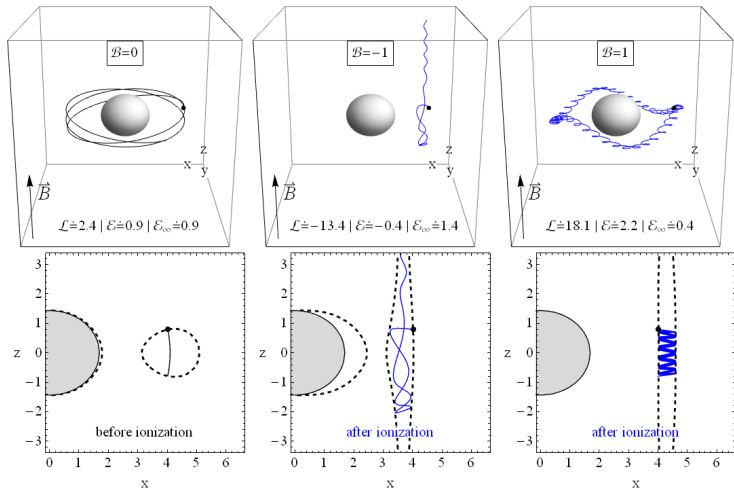 ℬ=0
z
x
y
B⃗
ℒ≐2.4 | ℰ≐0.9 | ℰ∞≐0.9
ℬ=−1
z
x
y
B⃗
ℒ≐−13.4 | ℰ≐−0.4 | ℰ∞≐1.4
ℬ=1
z
x
y
B⃗
ℒ≐18.1 | ℰ≐2.2 | ℰ∞≐0.4
3
2
1
z 0
−1
−2
−3
before ionization
0 1 2 3 4 5 6
x
3
2
1
z 0
−1
−2
−3
after ionization
0 1 2 3 4 5 6
x
3
2
1
z 0
−1
−2
−3
after ionization
0 1 2 3 4 5 6
x